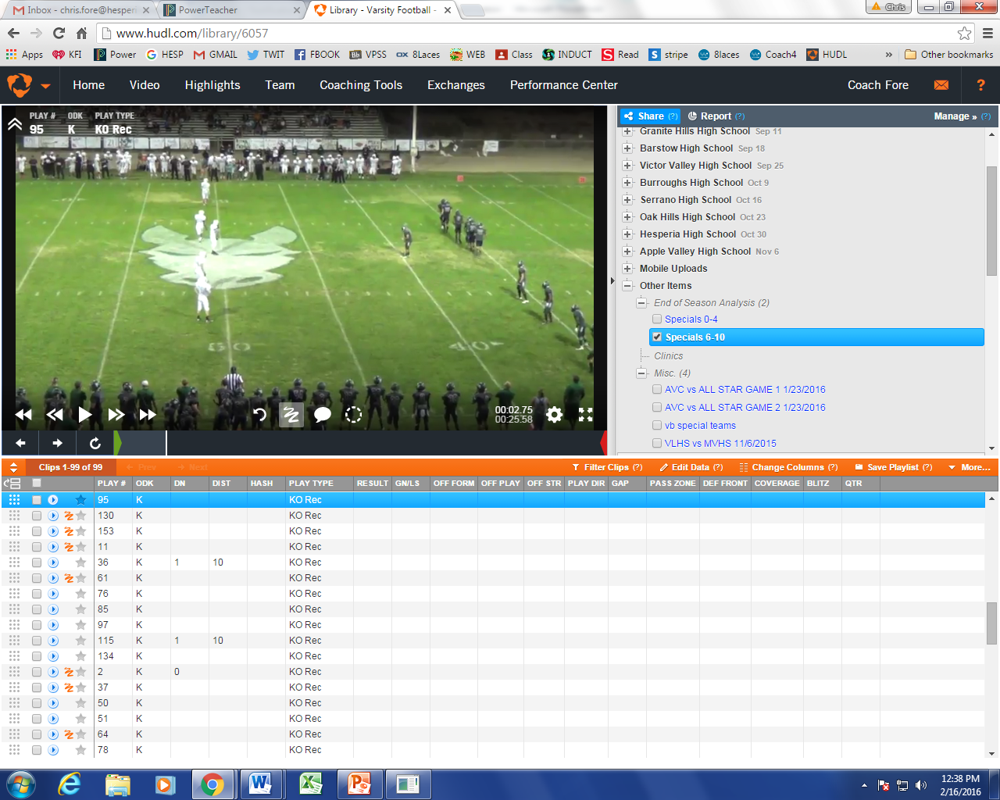 Inbox - chris.fore@hesperi
PowerTeacher
Library - Varsity Football -
Chris
www.hudl.com/library/6057
Apps KFI Power HESP GMAIL TWIT FBOOK VPSS 8Laces WEB Class INDUCT Read stripe 8laces Coach4 HUDL » Other bookmarks
Home Video Highlights Team Coaching Tools Exchanges Performance Center Coach Fore ?
PLAY # ODK PLAY TYPE
95 K KO Rec
Share (?) Report (?) Manage » (?)
Granite Hills High School Sep 11
Barstow High School Sep 18
Victor Valley High School Sep 25
Burroughs High School Oct 9
Serrano High School Oct 16
Oak Hills High School Oct 23
Hesperia High School Oct 30
Apple Valley High School Nov 6
Mobile Uploads
Other Items
End of Season Analysis (2)
Specials 0-4
Specials 6-10
Clinics
Misc. (4)
AVC vs ALL STAR GAME 1 1/23/2016
AVC vs ALL STAR GAME 2 1/23/2016
vb special teams
VLHS vs MVHS 11/6/2015
50 40
00:02.75
00:25.58
Clips 1-99 of 99 Prev Next Filter Clips (?) Edit Data (?) Change Columns (?) Save Playlist (?) More...
PLAY # ODK DN DIST HASH PLAY TYPE RESULT GN/LS OFF FORM OFF PLAY OFF STR PLAY DIR GAP PASS ZONE DEF FRONT COVERAGE BLITZ QTR
95 K KO Rec
130 K KO Rec
153 K KO Rec
11 K KO Rec
36 K 1 10 KO Rec
61 K KO Rec
76 K KO Rec
85 K KO Rec
97 K KO Rec
115 K 1 10 KO Rec
134 K KO Rec
2 K 0 KO Rec
37 K KO Rec
50 K KO Rec
51 K KO Rec
64 K KO Rec
78 K KO Rec
12:38 PM
2/16/2016